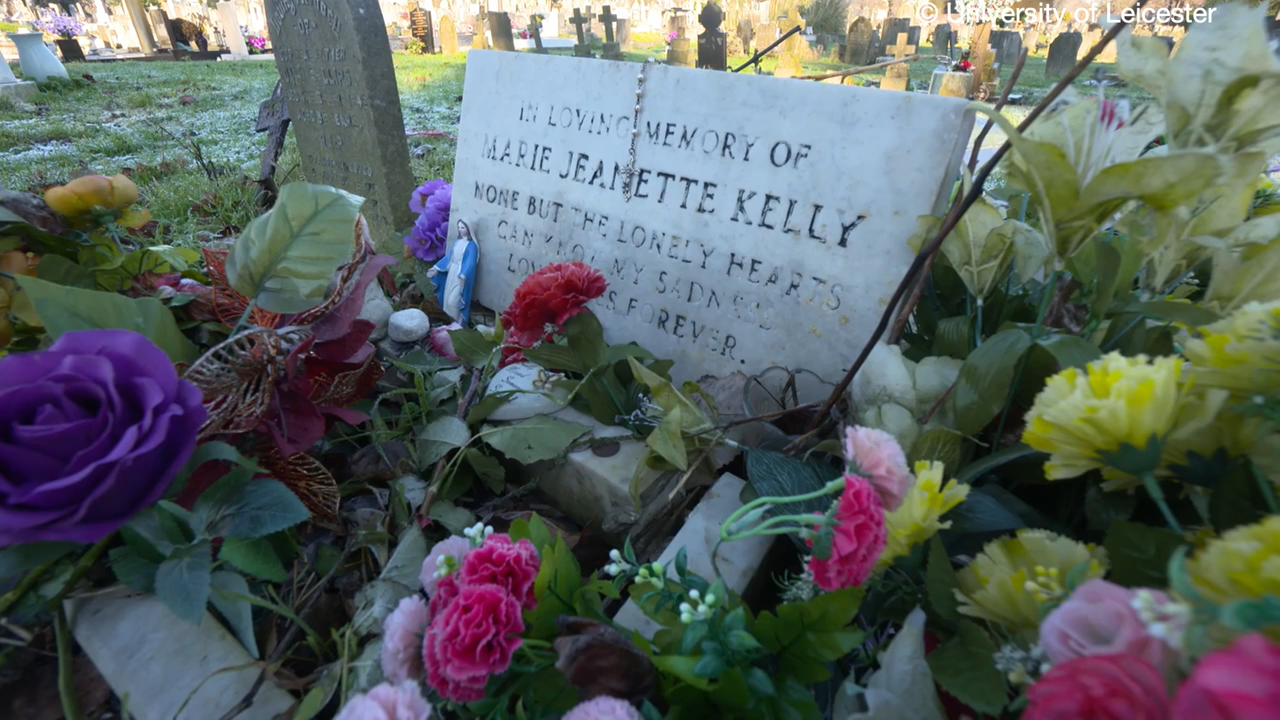 © University of Leicester
IN LOVING MEMORY OF
MARIE JEANETTE KELLY
NONE BUT THE LONELY HEARTS
CAN KNOW MY SADNESS
FOREVER.